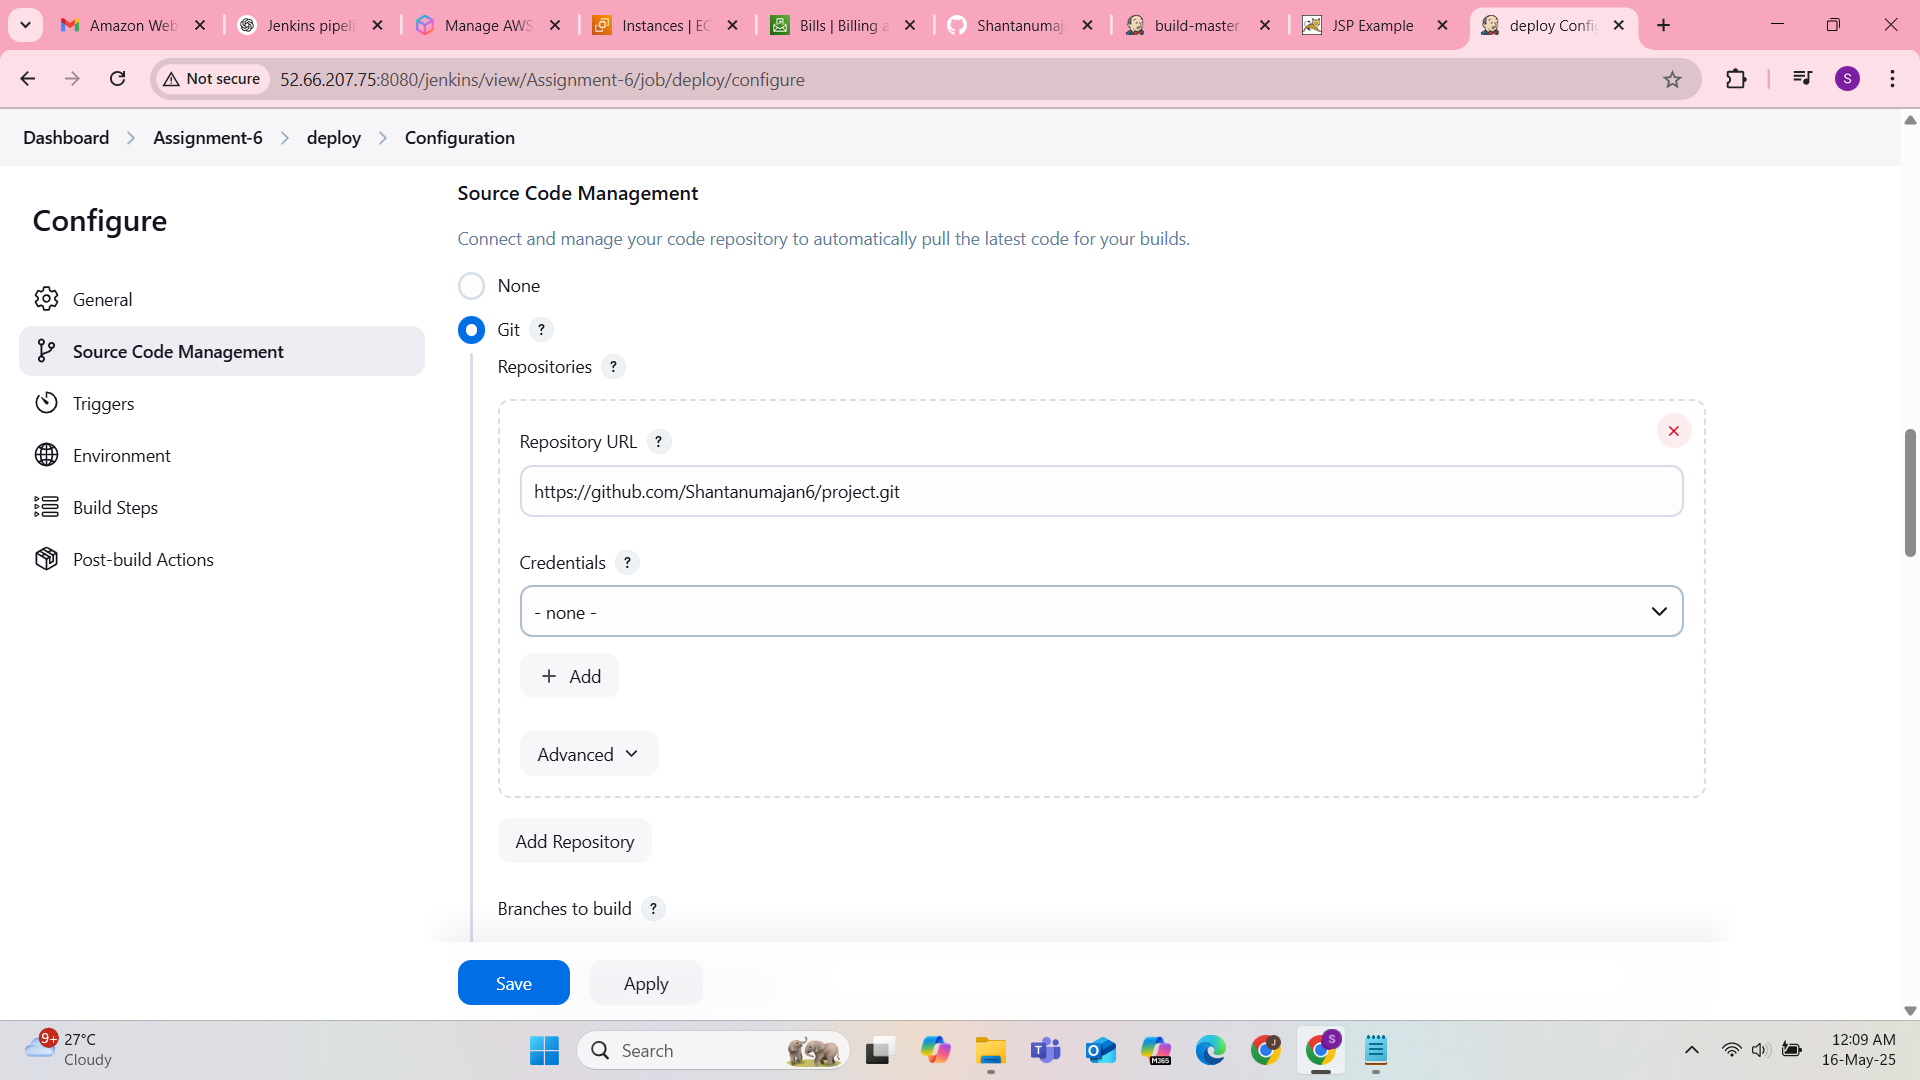 Amazon Web
Jenkins pipeli
Manage AWS
Instances | EC
Bills | Billing a
Shantanumaja
build-master
JSP Example
deploy Config
Not secure
52.66.207.75:8080/jenkins/view/Assignment-6/job/deploy/configure
S
Dashboard
Assignment-6
deploy
Configuration
Configure
General
Source Code Management
Triggers
Environment
Build Steps
Post-build Actions
Source Code Management
Connect and manage your code repository to automatically pull the latest code for your builds.
None
Git ?
Repositories ?
Repository URL ?
https://github.com/Shantanumajan6/project.git
Credentials ?
- none -
+ Add
Advanced
Add Repository
Branches to build ?
Save
Apply
9+
27°C
Cloudy
Search
M365
J
S
12:09 AM
16-May-25